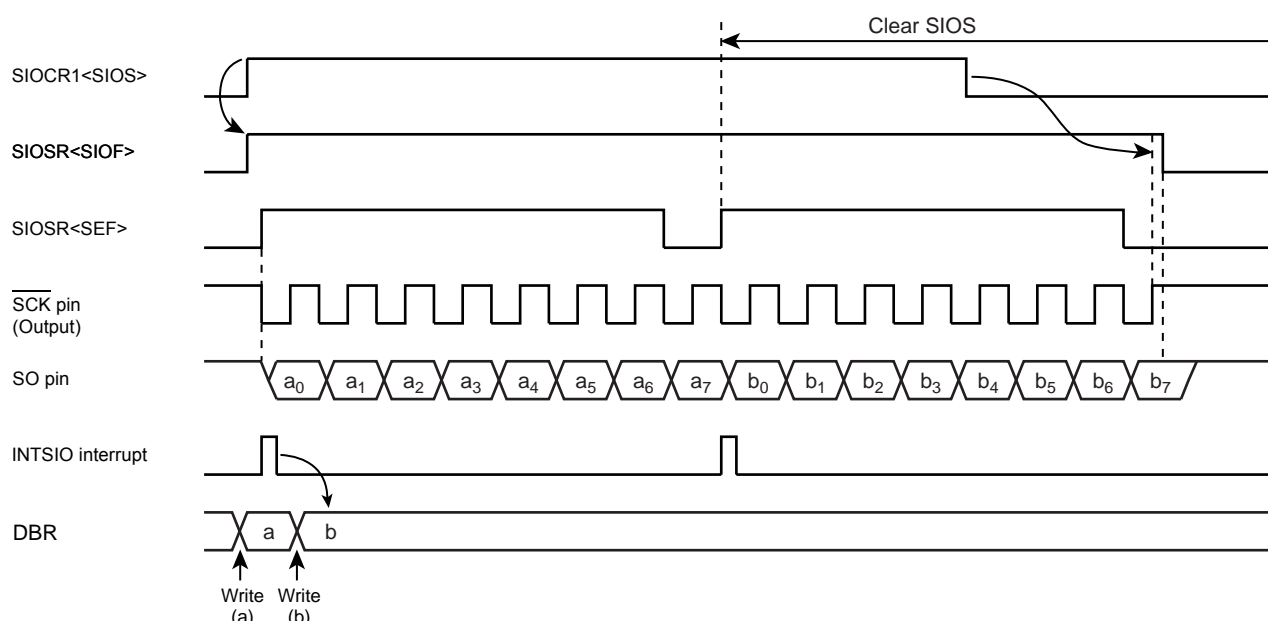 Clear SIOS
SIOCR1<SIOS>
SIOSR<SIOF>
SIOSR<SEF>
SCK pin
(Output)
SO pin
a0 a1 a2 a3 a4 a5 a6 a7 b0 b1 b2 b3 b4 b5 b6 b7
INTSIO interrupt
DBR
a b
Write Write
(a) (b)